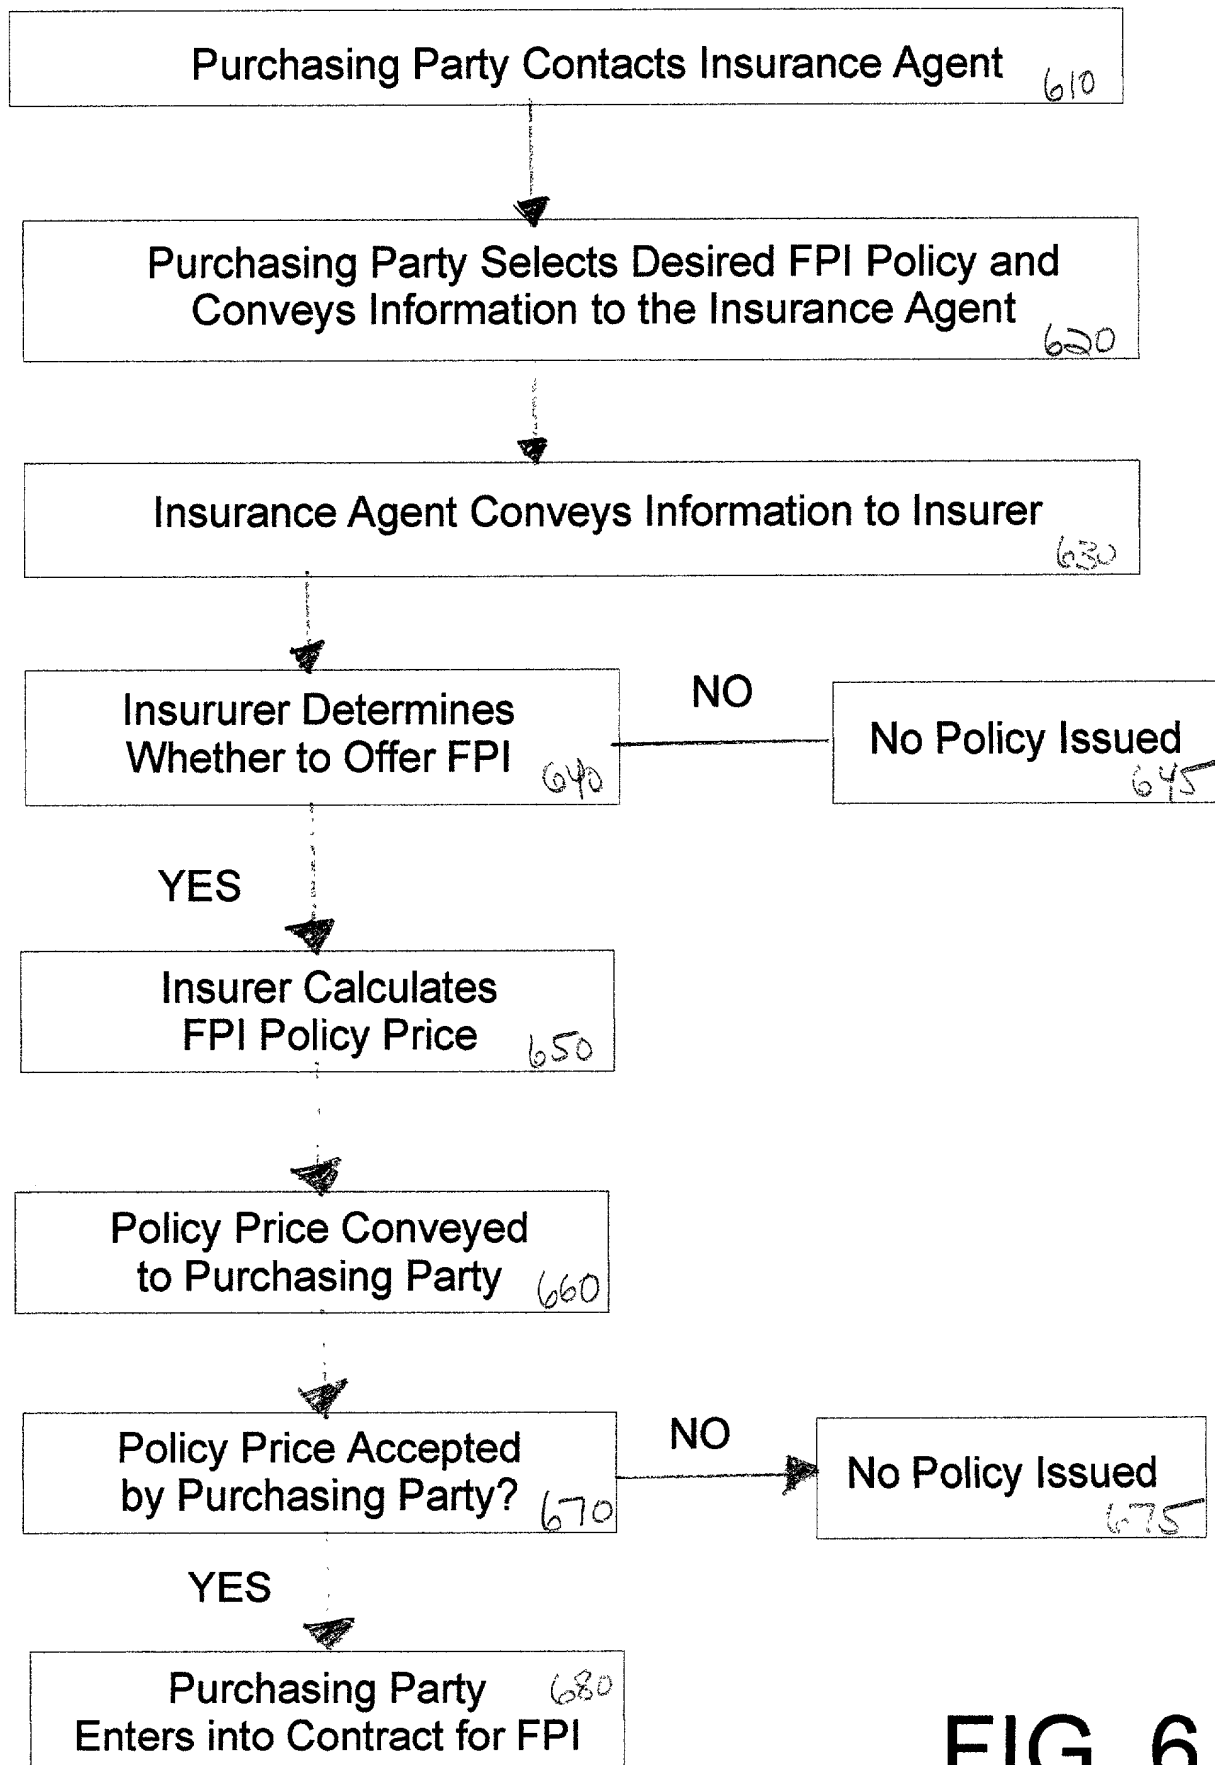 Purchasing Party Contacts Insurance Agent
610
Purchasing Party Selects Desired FPI Policy and
Conveys Information to the Insurance Agent
620
Insurance Agent Conveys Information to Insurer
630
Insururer Determines
Whether to Offer FPI
640
NO
No Policy Issued
645
YES
Insurer Calculates
FPI Policy Price
650
Policy Price Conveyed
to Purchasing Party
660
Policy Price Accepted
by Purchasing Party?
670
NO
No Policy Issued
675
YES
Purchasing Party
680
Enters into Contract for FPI
FIG. 6